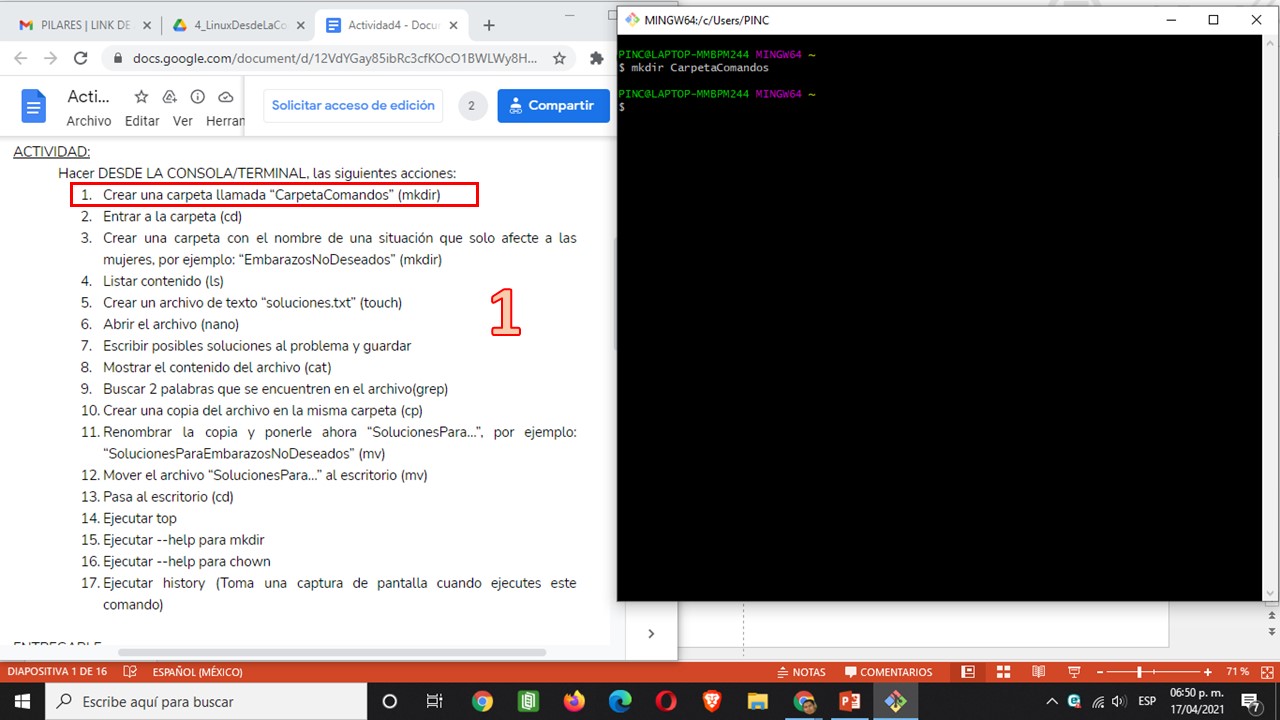 PILARES | LINK DE
4_LinuxDesdeLaCo
Actividad4 - Docu
docs.google.com/document/d/12VdYGay85ibRc3cfKOcO1BWLWy8H...
Acti...
Solicitar acceso de edición
2
Compartir
Archivo Editar Ver Herran
ACTIVIDAD:
Hacer DESDE LA CONSOLA/TERMINAL, las siguientes acciones:
1. Crear una carpeta llamada “CarpetaComandos” (mkdir)
2. Entrar a la carpeta (cd)
3. Crear una carpeta con el nombre de una situación que solo afecte a las
mujeres, por ejemplo: “EmbarazosNoDeseados” (mkdir)
4. Listar contenido (ls)
5. Crear un archivo de texto “soluciones.txt” (touch)
6. Abrir el archivo (nano)
7. Escribir posibles soluciones al problema y guardar
8. Mostrar el contenido del archivo (cat)
9. Buscar 2 palabras que se encuentren en el archivo(grep)
10. Crear una copia del archivo en la misma carpeta (cp)
11. Renombrar la copia y ponerle ahora “SolucionesPara...”, por ejemplo:
“SolucionesParaEmbarazosNoDeseados” (mv)
12. Mover el archivo “SolucionesPara...” al escritorio (mv)
13. Pasa al escritorio (cd)
14. Ejecutar top
15. Ejecutar --help para mkdir
16. Ejecutar --help para chown
17. Ejecutar history (Toma una captura de pantalla cuando ejecutes este
comando)
1
ENTREGABLE
MINGW64:/c/Users/PINC
PINC@LAPTOP-MMBPM244 MINGW64 ~
$ mkdir CarpetaComandos
PINC@LAPTOP-MMBPM244 MINGW64 ~
$
DIAPOSITIVA 1 DE 16
ESPAÑOL (MÉXICO)
NOTAS
COMENTARIOS
71 %
Escribe aquí para buscar
ESP
06:50 p. m.
17/04/2021
7